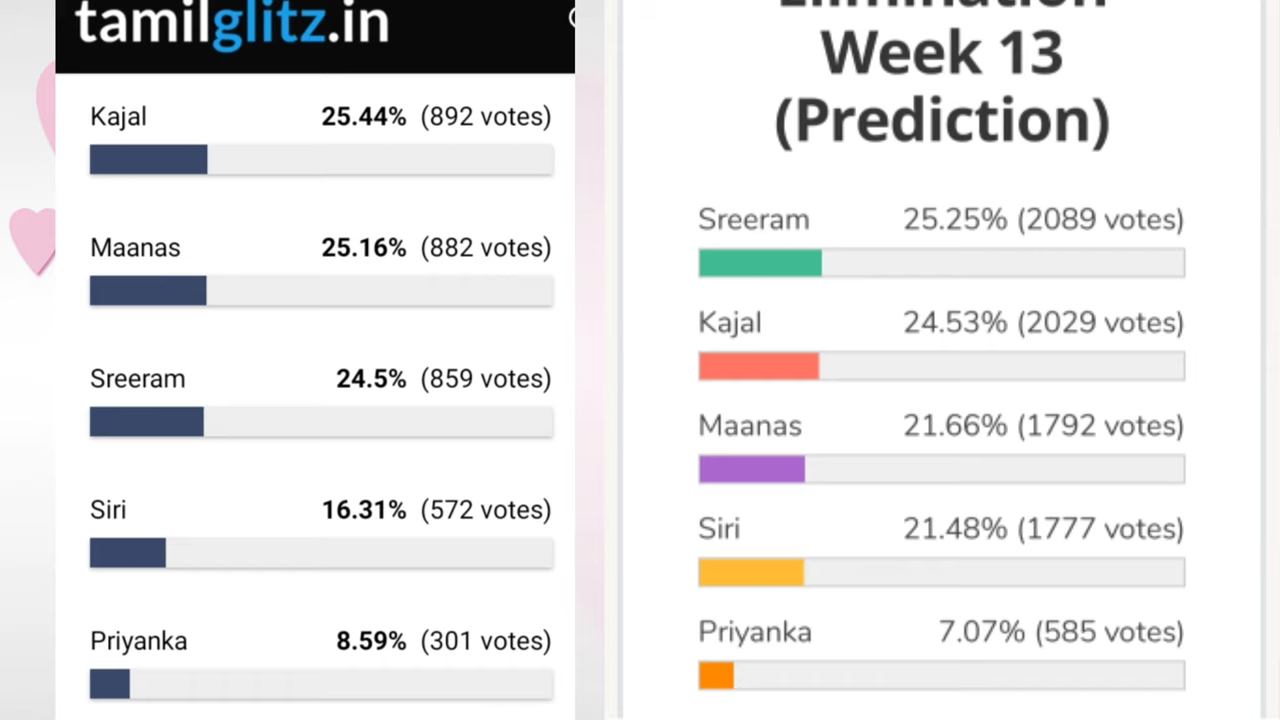 tamilglitz.in
Kajal 25.44% (892 votes)
Maanas 25.16% (882 votes)
Sreeram 24.5% (859 votes)
Siri 16.31% (572 votes)
Priyanka 8.59% (301 votes)
Elimination
Week 13
(Prediction)
Sreeram 25.25% (2089 votes)
Kajal 24.53% (2029 votes)
Maanas 21.66% (1792 votes)
Siri 21.48% (1777 votes)
Priyanka 7.07% (585 votes)